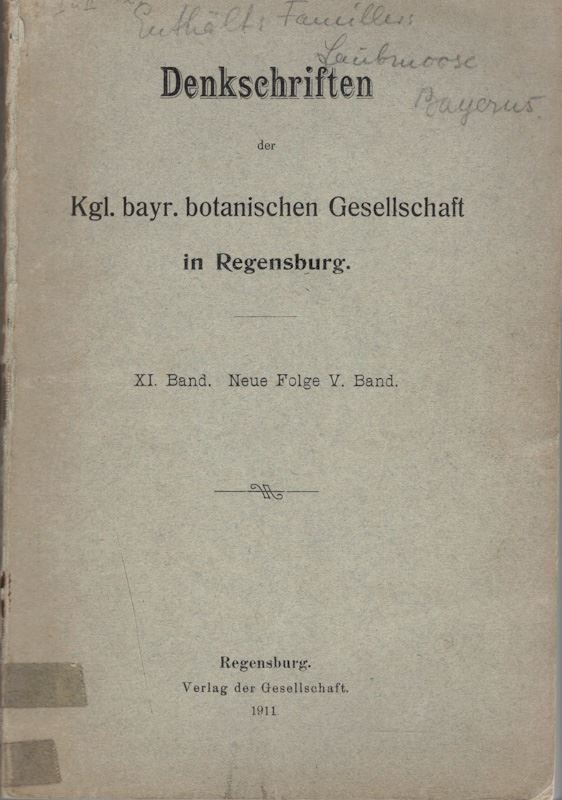 Enthält: Familler:
Laubmoose
Bayerns.
Denkschriften
der
Kgl. bayr. botanischen Gesellschaft
in Regensburg.
XI. Band. Neue Folge V. Band.
Regensburg.
Verlag der Gesellschaft.
1911.